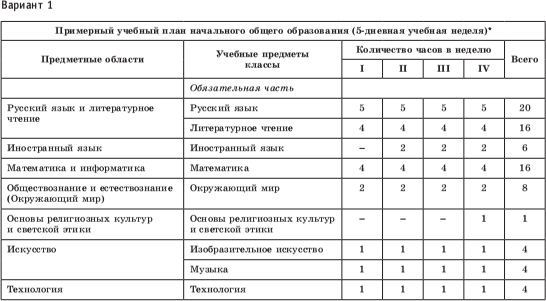 Вариант 1
Примерный учебный план начального общего образования (5-дневная учебная неделя)*
Предметные области Учебные предметы классы Количество часов в неделю Всего
I II III IV
Обязательная часть
Русский язык и литературное чтение Русский язык 5 5 5 5 20
Литературное чтение 4 4 4 4 16
Иностранный язык Иностранный язык – 2 2 2 6
Математика и информатика Математика 4 4 4 4 16
Обществознание и естествознание (Окружающий мир) Окружающий мир 2 2 2 2 8
Основы религиозных культур и светской этики Основы религиозных культур и светской этики – – – 1 1
Искусство Изобразительное искусство 1 1 1 1 4
Музыка 1 1 1 1 4
Технология Технология 1 1 1 1 4